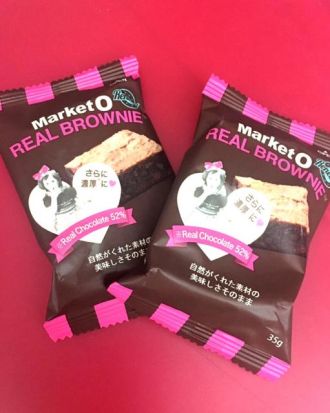 Market O
REAL BROWNIE
さらに
濃厚に
※Real Chocolate 52%
自然がくれた素材の
美味しさそのまま
Market O
REAL BROWNIE
さらに
濃厚に
※Real Chocolate 52%
自然がくれた素材の
美味しさそのまま
35g